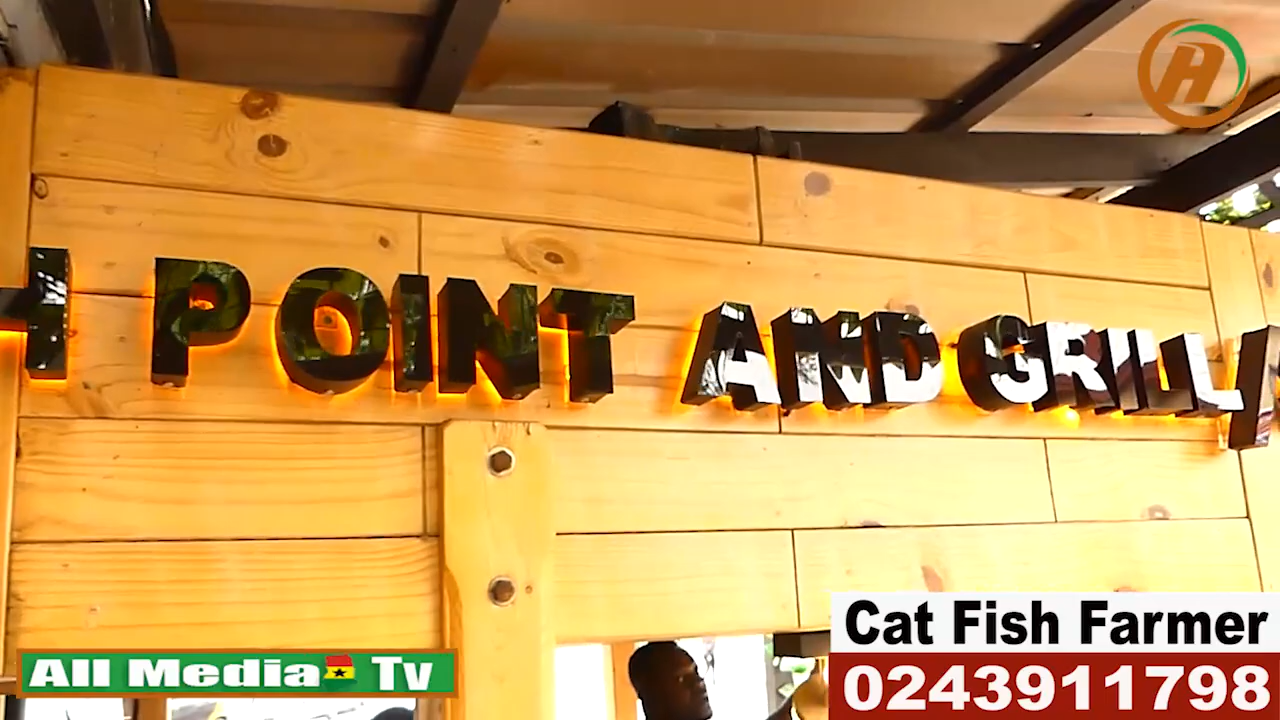 H
H POINT AND GRILL/
All Media Tv
Cat Fish Farmer
0243911798